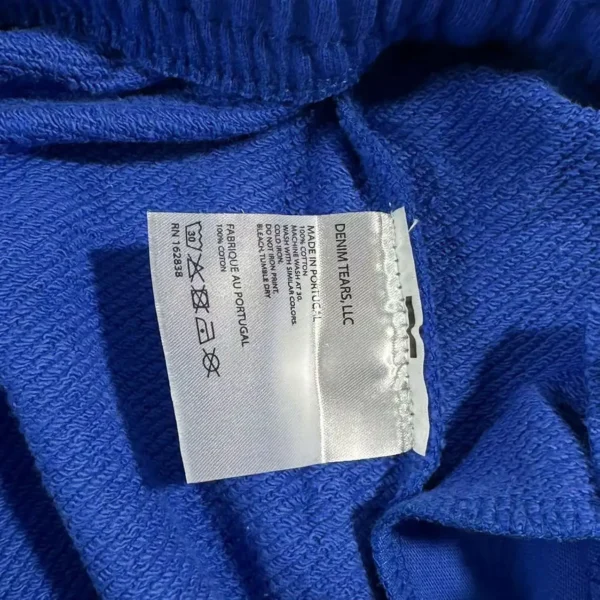 DENIM TEARS, LLC
MADE IN PORTUGAL
100% COTTON
MACHINE WASH AT 30.
WASH WITH SIMILAR COLORS.
COLD IRON.
DO NOT IRON PRINT.
BLEACH, TUMBLE DRY
FABRIQUE AU PORTUGAL
100% COTTON
30
RN 162838